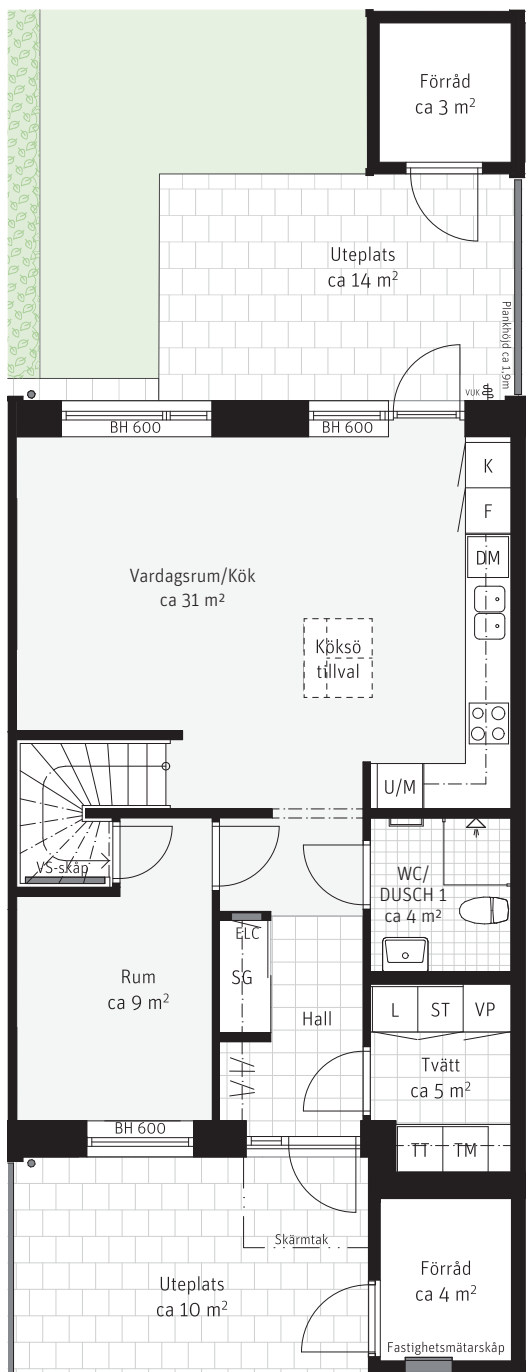 Förråd
ca 3 m²
Uteplats
ca 14 m²
Plankhöjd ca 1.9m
VUK
BH 600
BH 600
K
F
DM
Vardagsrum/Kök
ca 31 m²
Köksö
tillval
U/M
VS-skåp
WC/
DUSCH 1
ca 4 m²
ELC
SG
Rum
ca 9 m²
Hall
L
ST
VP
Tvätt
ca 5 m²
BH 600
TT
TM
Skärmtak
Uteplats
ca 10 m²
Förråd
ca 4 m²
Fastighetsmätarskåp